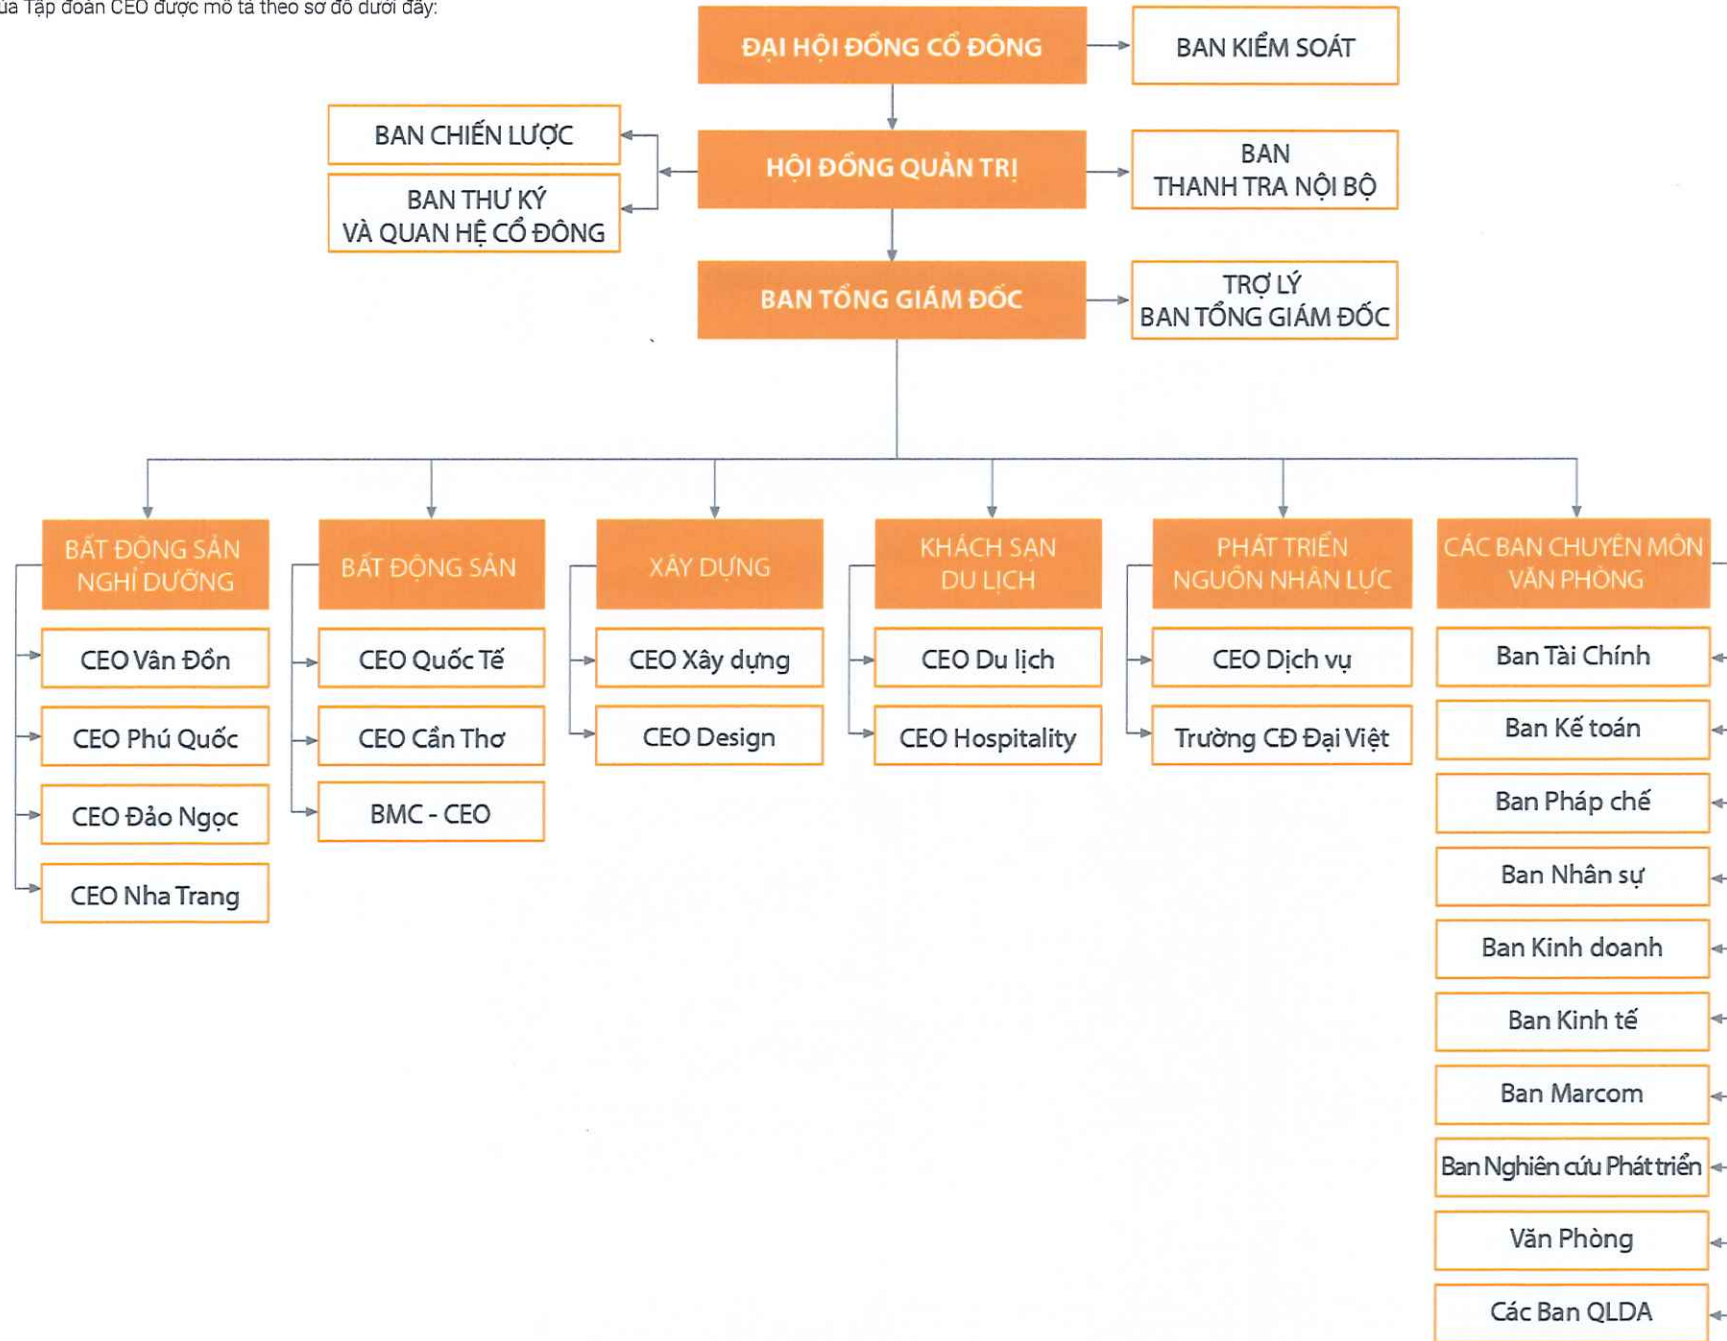 ủa Tập đoàn CEO được mô tả theo sơ đồ dưới đây:
ĐẠI HỘI ĐỒNG CỔ ĐÔNG
BAN KIỂM SOÁT
BAN CHIẾN LƯỢC
HỘI ĐỒNG QUẢN TRỊ
BAN
THANH TRA NỘI BỘ
BAN THƯ KÝ
VÀ QUAN HỆ CỔ ĐÔNG
BAN TỔNG GIÁM ĐỐC
TRỢ LÝ
BAN TỔNG GIÁM ĐỐC
BẤT ĐỘNG SẢN
NGHỈ DƯỠNG
CEO Vân Đồn
CEO Phú Quốc
CEO Đảo Ngọc
CEO Nha Trang
BẤT ĐỘNG SẢN
CEO Quốc Tế
CEO Cần Thơ
BMC - CEO
XÂY DỰNG
CEO Xây dựng
CEO Design
KHÁCH SẠN
DU LỊCH
CEO Du lịch
CEO Hospitality
PHÁT TRIỂN
NGUỒN NHÂN LỰC
CEO Dịch vụ
Trường CĐ Đại Việt
CÁC BAN CHUYÊN MÔN
VĂN PHÒNG
Ban Tài Chính
Ban Kế toán
Ban Pháp chế
Ban Nhân sự
Ban Kinh doanh
Ban Kinh tế
Ban Marcom
Ban Nghiên cứu Phát triển
Văn Phòng
Các Ban QLDA